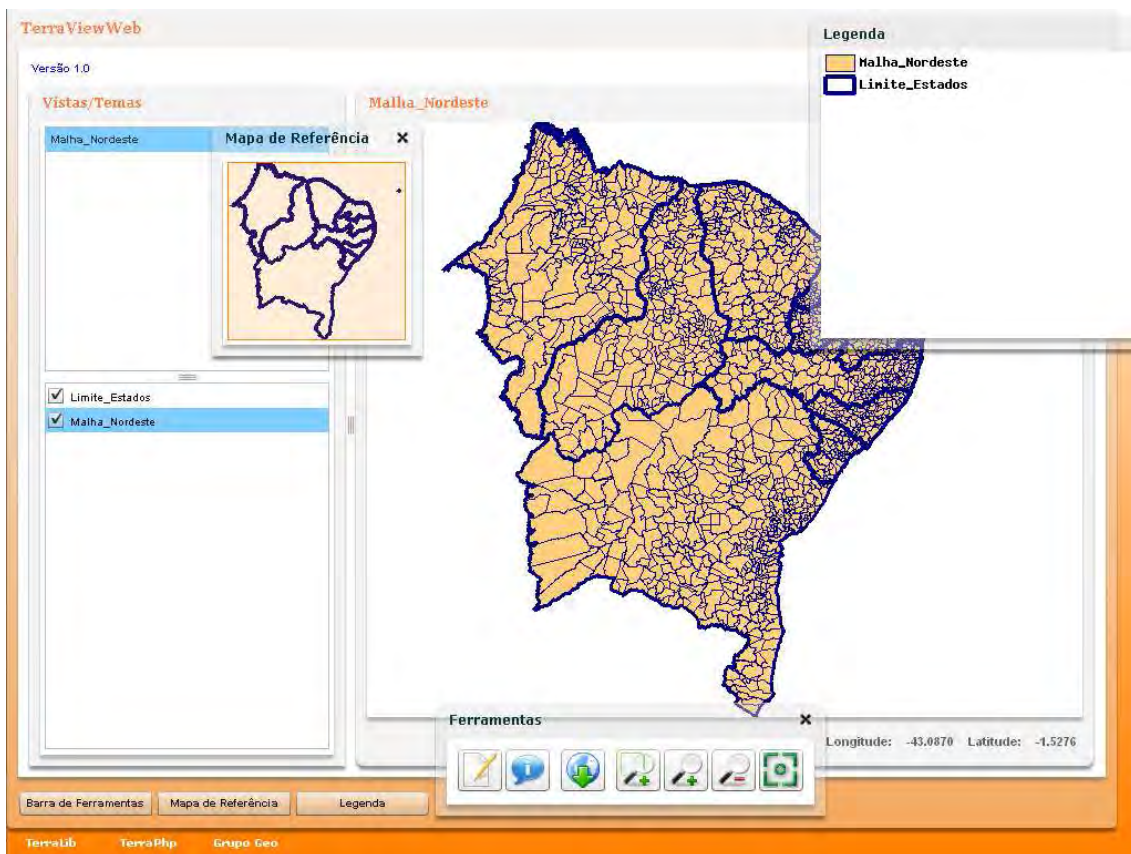 TerraViewWeb
Versão 1.0
Vistas/Temas
Malha_Nordeste
Mapa de Referência
Malha_Nordeste
Legenda
Malha_Nordeste
Limite_Estados
Limite_Estados
Malha_Nordeste
Ferramentas
Longitude: -43.0870 Latitude: -1.5276
Barra de Ferramentas
Mapa de Referência
Legenda
TerraLib
TerraPhp
Grupo Geo